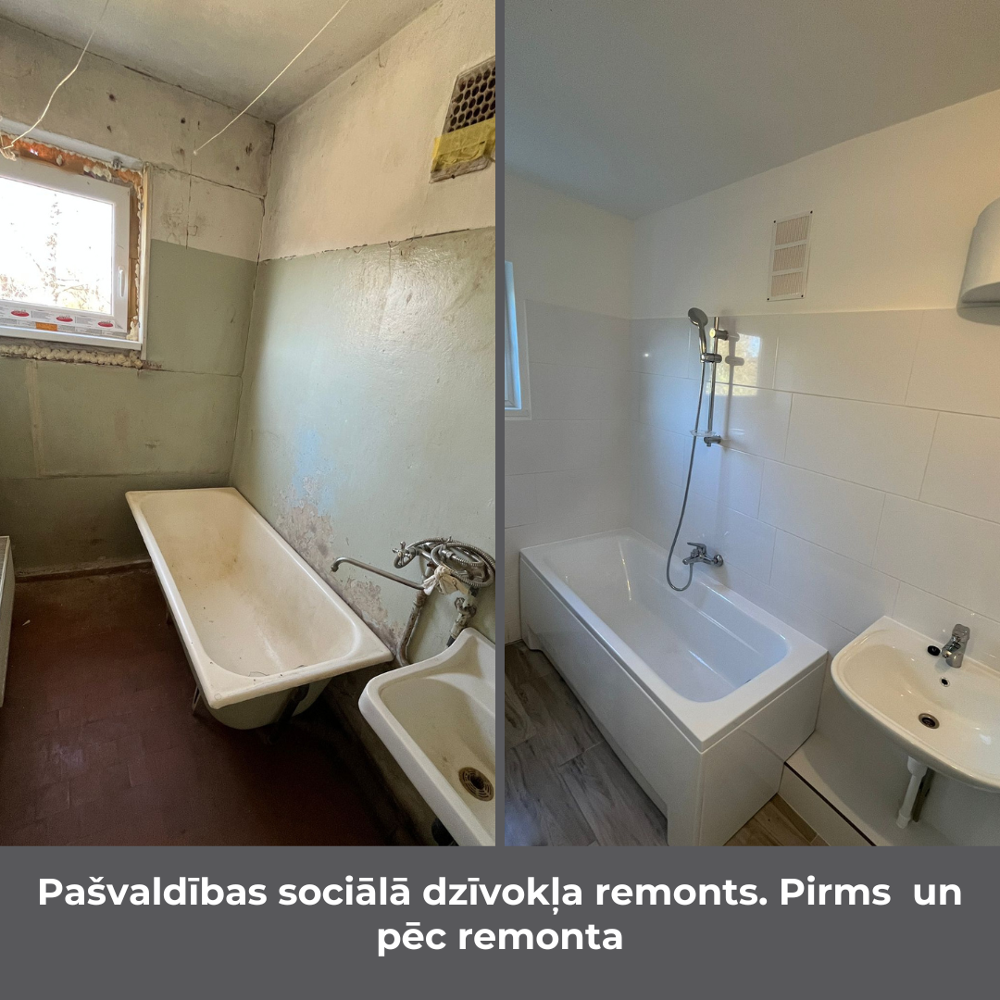 Pašvaldības sociālā dzīvokļa remonts. Pirms  un
pēc remonta